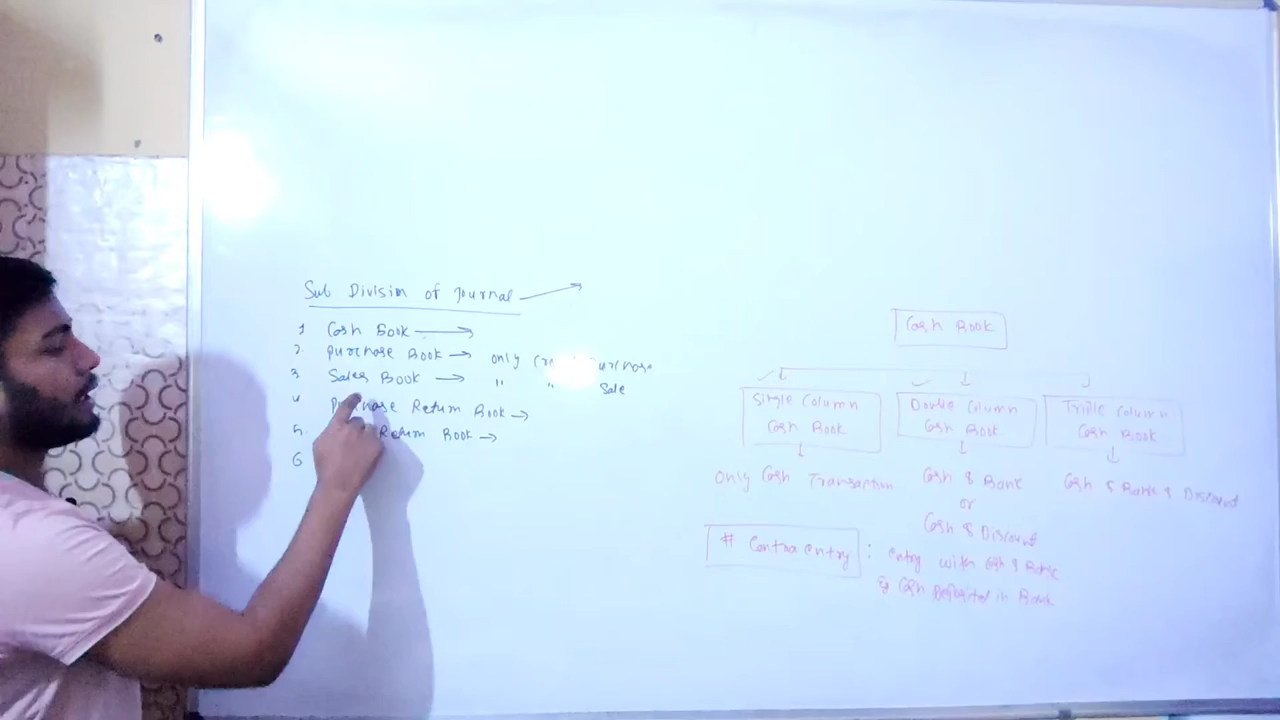 Sub Division of Journal →
1 Cash Book →
2. Purchase Book → only Purchase
3 Sales Book → " " Sale
4 Purchase Return Book →
5. Return Book →
6
Cash Book
Single Column Cash Book
Double Column Cash Book
Triple Column Cash Book
Only Cash Transaction
Cash & Bank
or
Cash & Discount
Cash & Bank & Discount
# Contra entry : entry with Cash & Bank
Cash Deposited in Bank